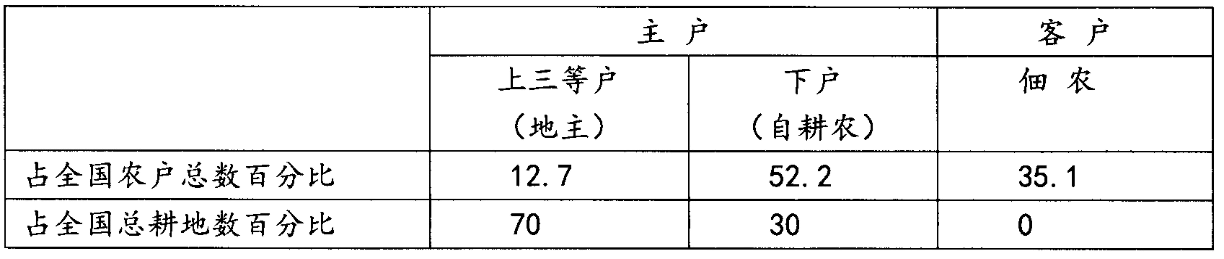 主 户 客 户
上三等户 下户 佃 农
（地主） （自耕农）
占全国农户总数百分比 12.7 52.2 35.1
占全国总耕地数百分比 70 30 0